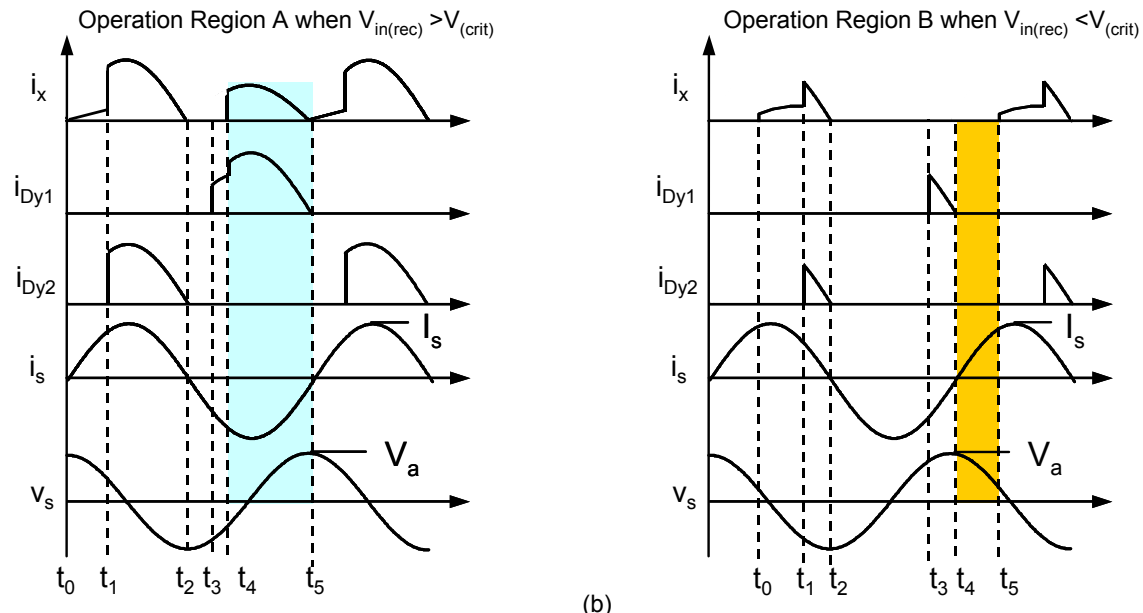 Operation Region A when V_in(rec) >V_(crit)
i_x
i_Dy1
i_Dy2
I_s
i_s
V_a
v_s
t_0 t_1 t_2 t_3 t_4 t_5
Operation Region B when V_in(rec) <V_(crit)
i_x
i_Dy1
i_Dy2
I_s
i_s
V_a
v_s
t_0 t_1 t_2 t_3 t_4 t_5
(b)